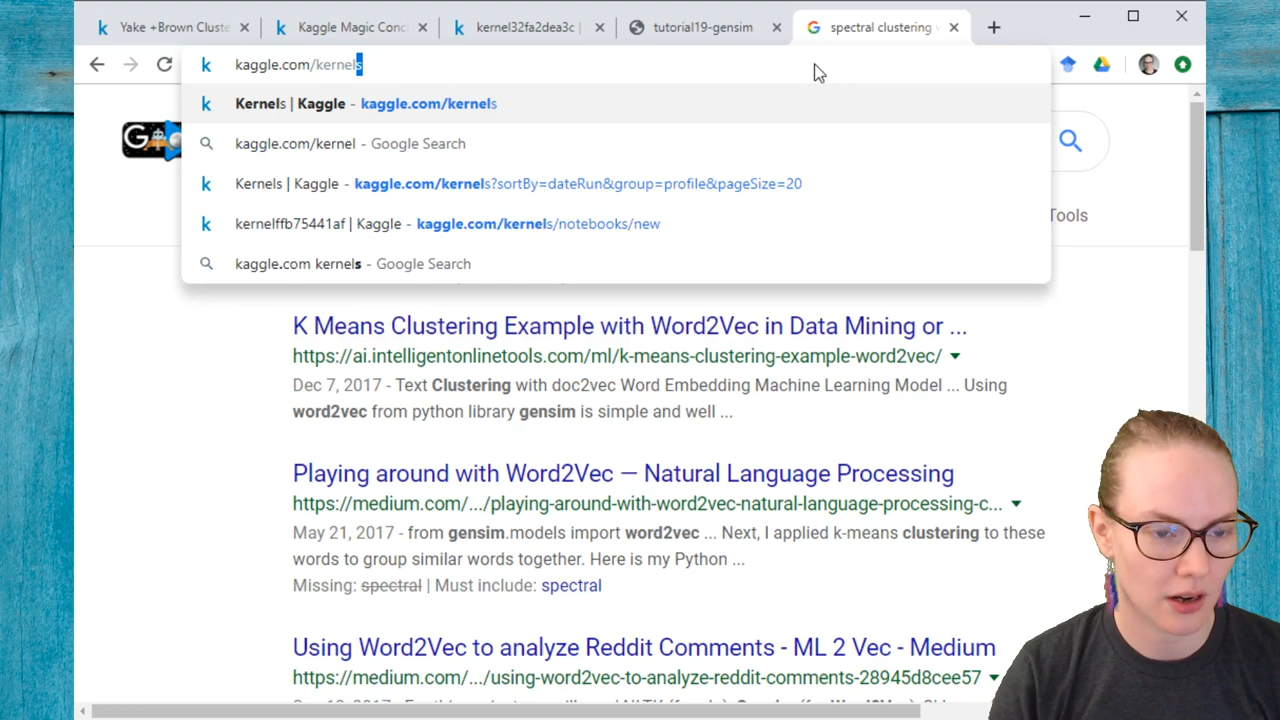 Yake +Brown Cluste
Kaggle Magic Conc
kernel32fa2dea3c |
tutorial19-gensim
spectral clustering
kaggle.com/kernels
Kernels | Kaggle - kaggle.com/kernels
kaggle.com/kernel - Google Search
Kernels | Kaggle - kaggle.com/kernels?sortBy=dateRun&group=profile&pageSize=20
kernelffb75441af | Kaggle - kaggle.com/kernels/notebooks/new
kaggle.com kernels - Google Search
Tools
K Means Clustering Example with Word2Vec in Data Mining or ...
https://ai.intelligentonlinetools.com/ml/k-means-clustering-example-word2vec/
Dec 7, 2017 - Text Clustering with doc2vec Word Embedding Machine Learning Model ... Using
word2vec from python library gensim is simple and well ...
Playing around with Word2Vec — Natural Language Processing
https://medium.com/.../playing-around-with-word2vec-natural-language-processing-c...
May 21, 2017 - from gensim.models import word2vec ... Next, I applied k-means clustering to these
words to group similar words together. Here is my Python ...
Missing: spectral | Must include: spectral
Using Word2Vec to analyze Reddit Comments - ML 2 Vec - Medium
https://medium.com/.../using-word2vec-to-analyze-reddit-comments-28945d8cee57